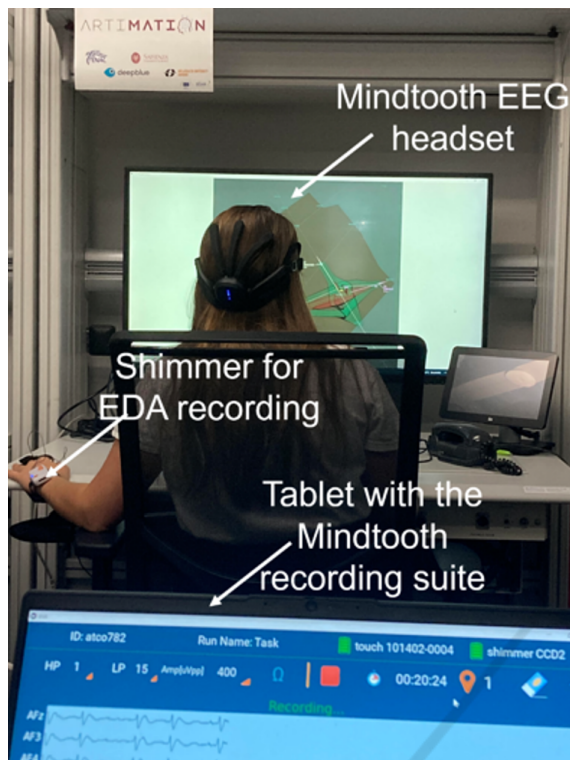 ARTIMATION
deepblue
Mindtooth EEG
headset
Shimmer for
EDA recording
Tablet with the
Mindtooth
recording suite
ID: atco782
Run Name: Task
touch 101402-0004
shimmer CCD2
HP 1
LP 15
Amp[uVpp] 400
Ω
00:20:24
1
Recording...
AFz
AF3
AF4